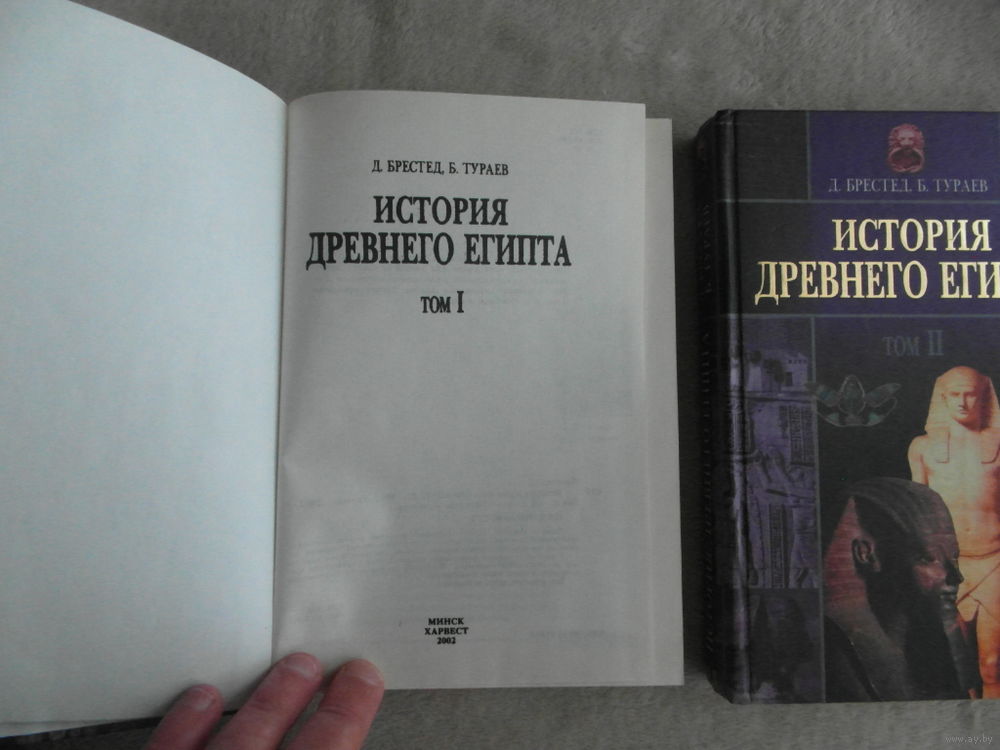 Д. БРЕСТЕД, Б. ТУРАЕВ
ИСТОРИЯ
ДРЕВНЕГО ЕГИПТА
ТОМ I
МИНСК
ХАРВЕСТ
2002
Д. БРЕСТЕД, Б. ТУРАЕВ
ИСТОРИЯ
ДРЕВНЕГО ЕГИ
ТОМ II
www.ay.by